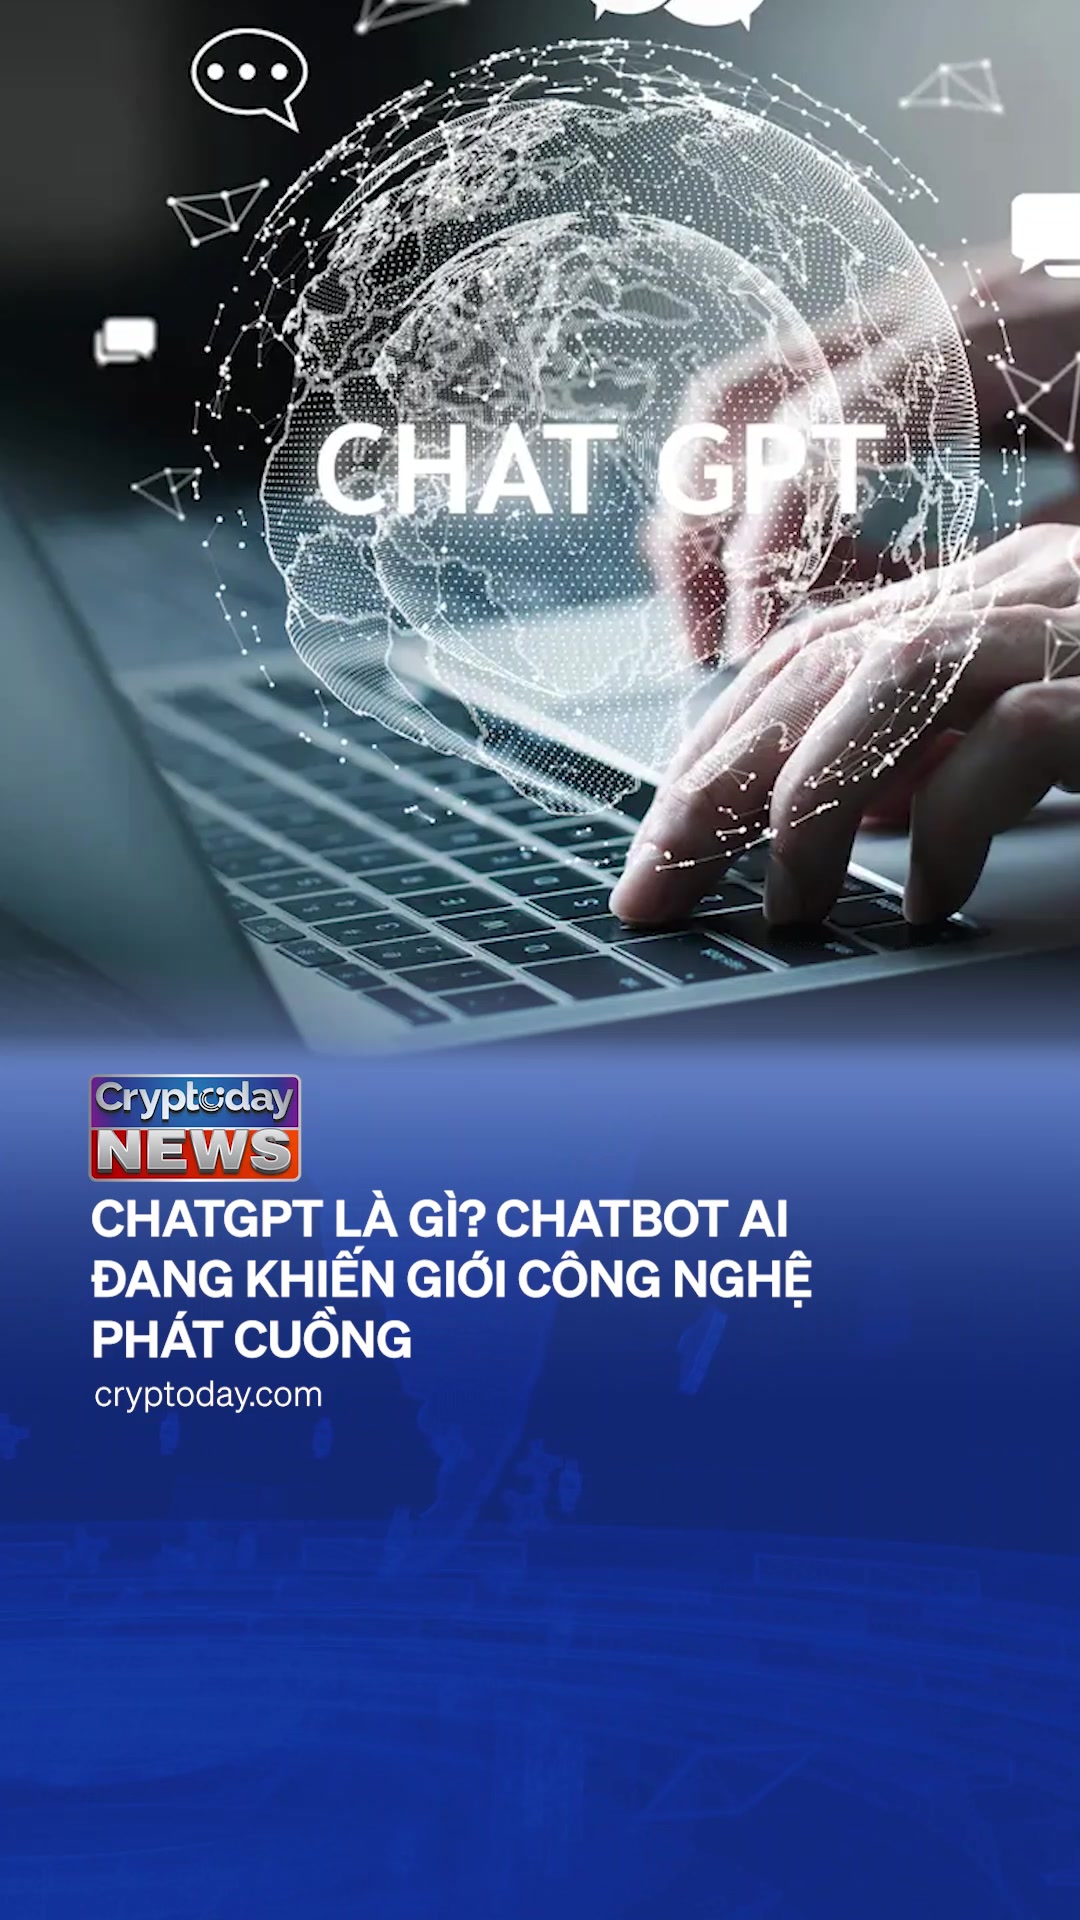 CHAT GPT
Cryptoday
NEWS
CHATGPT LÀ GÌ? CHATBOT AI
ĐANG KHIẾN GIỚI CÔNG NGHỆ
PHÁT CUỒNG
cryptoday.com